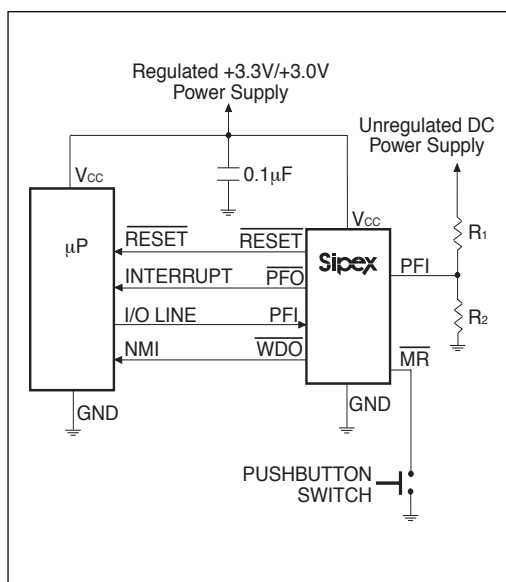 Regulated +3.3V/+3.0V
Power Supply
Unregulated DC
Power Supply
0.1μF
VCC
VCC
μP
RESET
RESET
Sipex
R1
INTERRUPT
PFO
PFI
I/O LINE
PFI
R2
NMI
WDO
MR
GND
GND
PUSHBUTTON
SWITCH